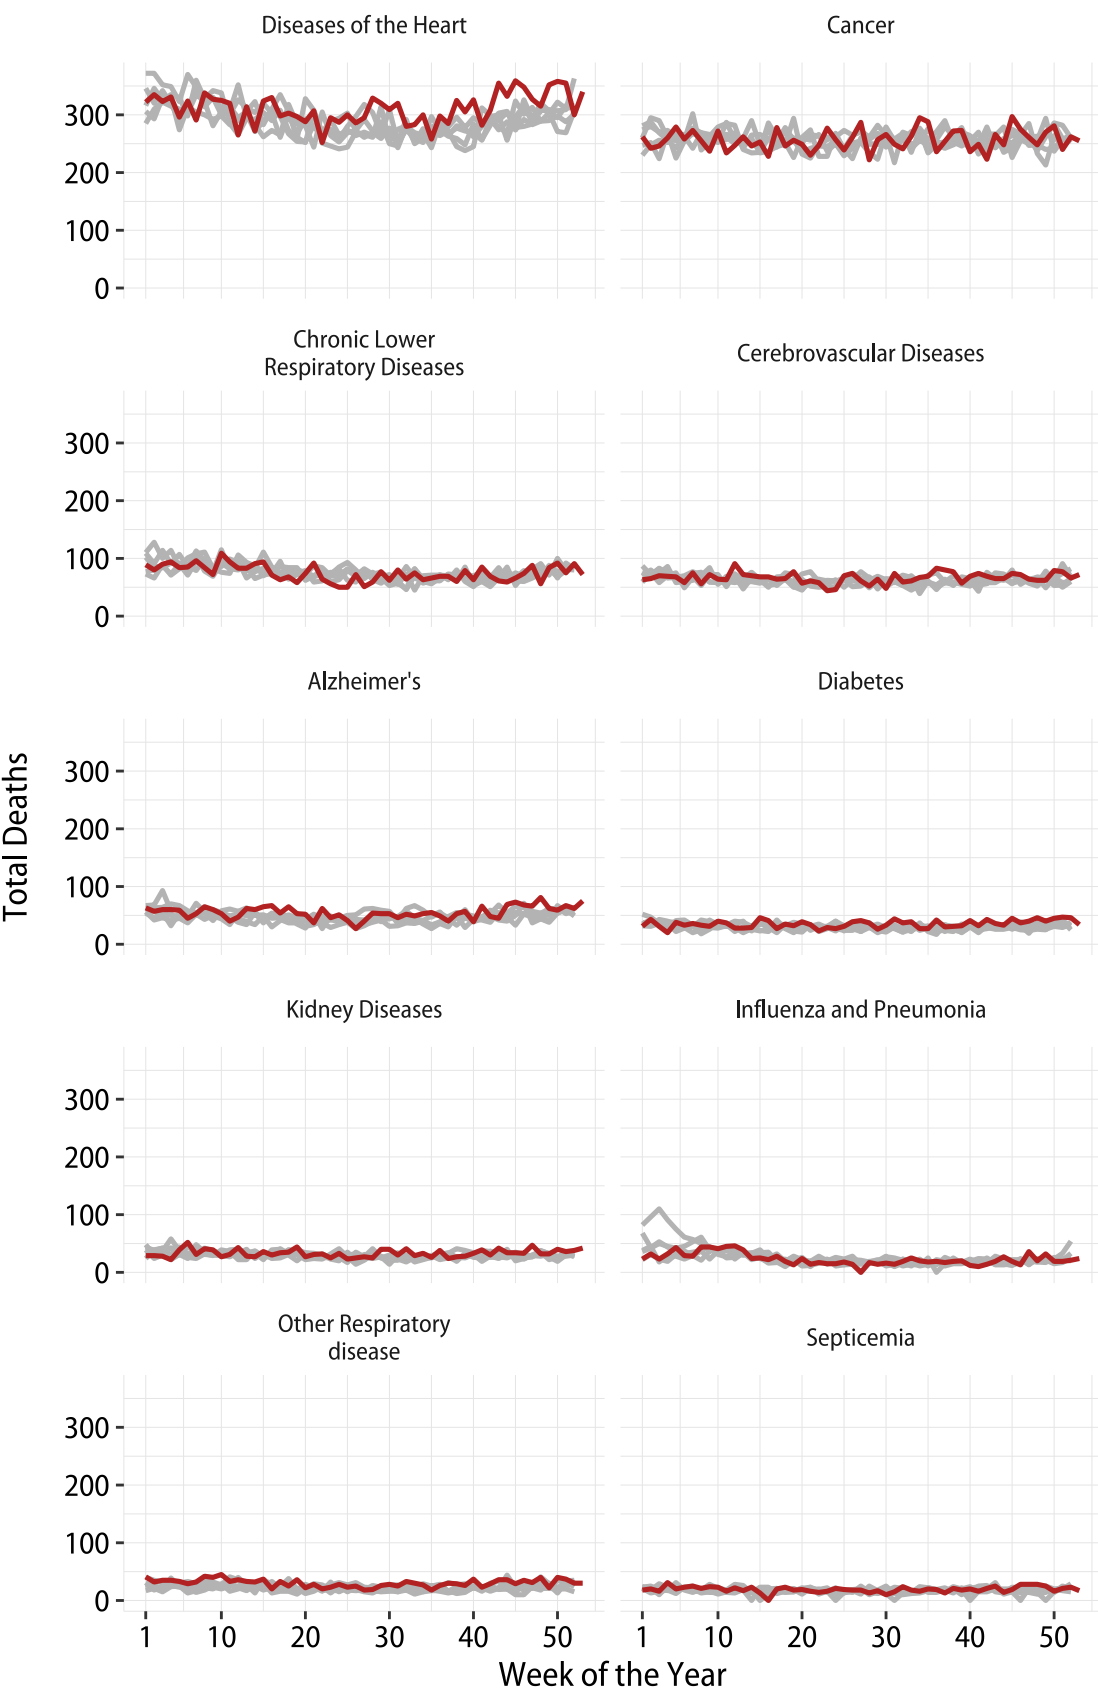 Diseases of the Heart
Cancer
300
200
100
0
Chronic Lower
Respiratory Diseases
Cerebrovascular Diseases
300
200
100
0
Alzheimer's
Diabetes
Total Deaths
300
200
100
0
Kidney Diseases
Influenza and Pneumonia
300
200
100
0
Other Respiratory
disease
Septicemia
300
200
100
0
1 10 20 30 40 50
1 10 20 30 40 50
Week of the Year